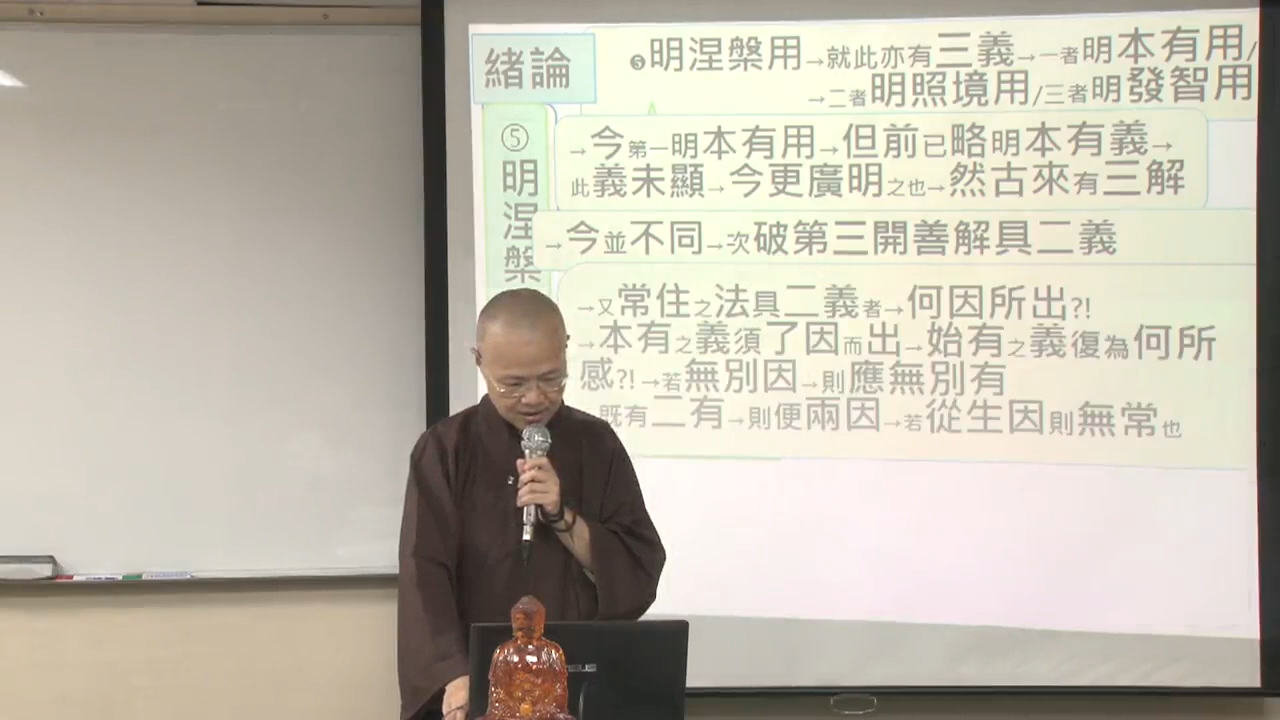 緒論
❺明涅槃用→就此亦有三義→一者明本有用/
→二者明照境用/三者明發智用
⑤明涅槃
→今第一明本有用→但前已略明本有義→
此義未顯→今更廣明之也→然古來有三解
→今並不同→次破第三開善解具二義
→又常住之法具二義者→何因所出?!
→本有之義須了因而出→始有之義復為何所
感?!→若無別因→則應無別有
既有二有→則便兩因→若從生因則無常也